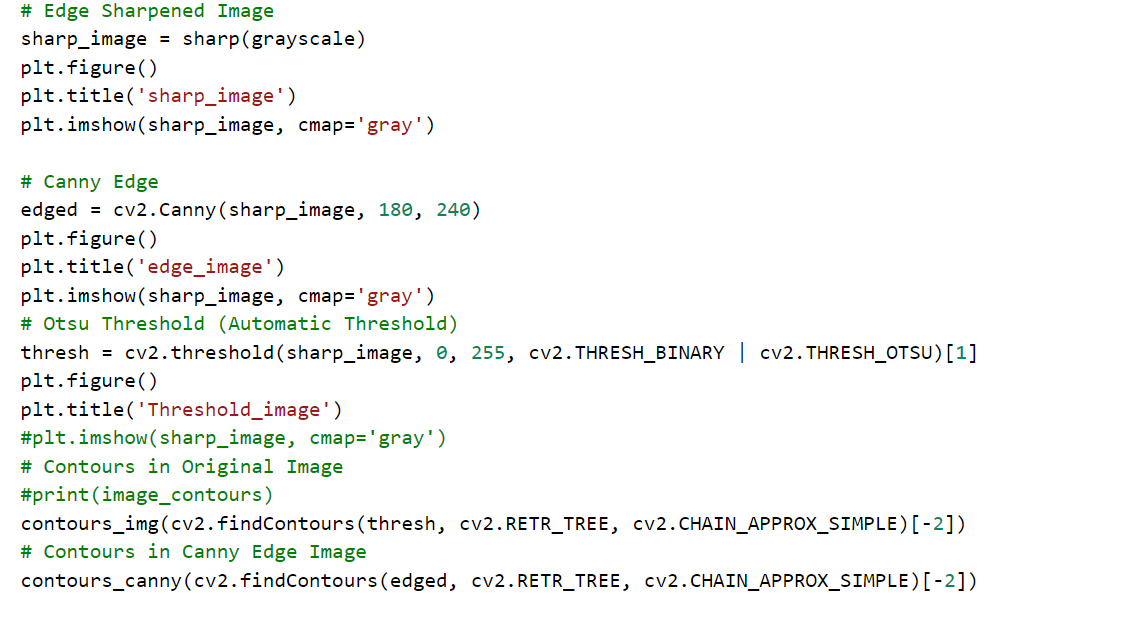 # Edge Sharpened Image
sharp_image = sharp(grayscale)
plt.figure()
plt.title('sharp_image')
plt.imshow(sharp_image, cmap='gray')
# Canny Edge
edged = cv2.Canny(sharp_image, 180, 240)
plt.figure()
plt.title('edge_image')
plt.imshow(sharp_image, cmap='gray')
# Otsu Threshold (Automatic Threshold)
thresh = cv2.threshold(sharp_image, 0, 255, cv2.THRESH_BINARY | cv2.THRESH_OTSU)[1]
plt.figure()
plt.title('Threshold_image')
#plt.imshow(sharp_image, cmap='gray')
# Contours in Original Image
#print(image_contours)
contours_img(cv2.findContours(thresh, cv2.RETR_TREE, cv2.CHAIN_APPROX_SIMPLE)[-2])
# Contours in Canny Edge Image
contours_canny(cv2.findContours(edged, cv2.RETR_TREE, cv2.CHAIN_APPROX_SIMPLE)[-2])